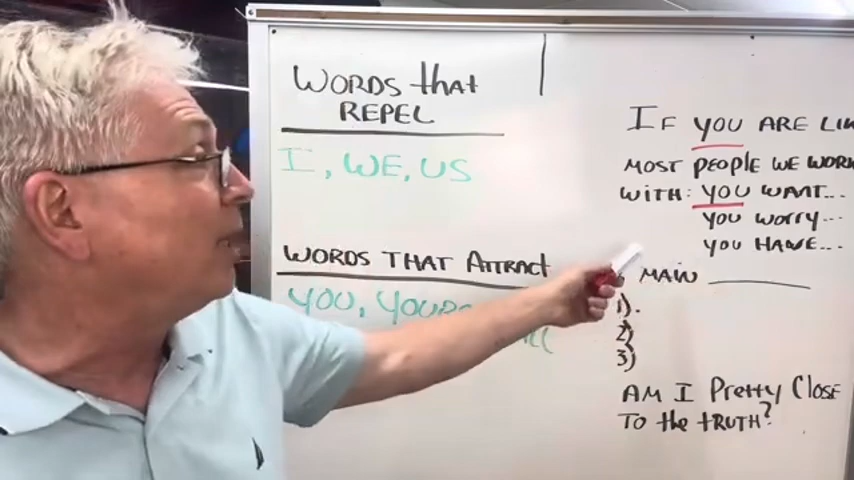 WORDS that
REPEL
I, WE, US
WORDS THAT Attract
YOU,
If YOU ARE
MOST people WE WORK
WITH: YOU WANT...
YOU WORRY...
YOU HAVE...
MAIN
1).
2)
3)
AM I Pretty Close
To the tRUTH?